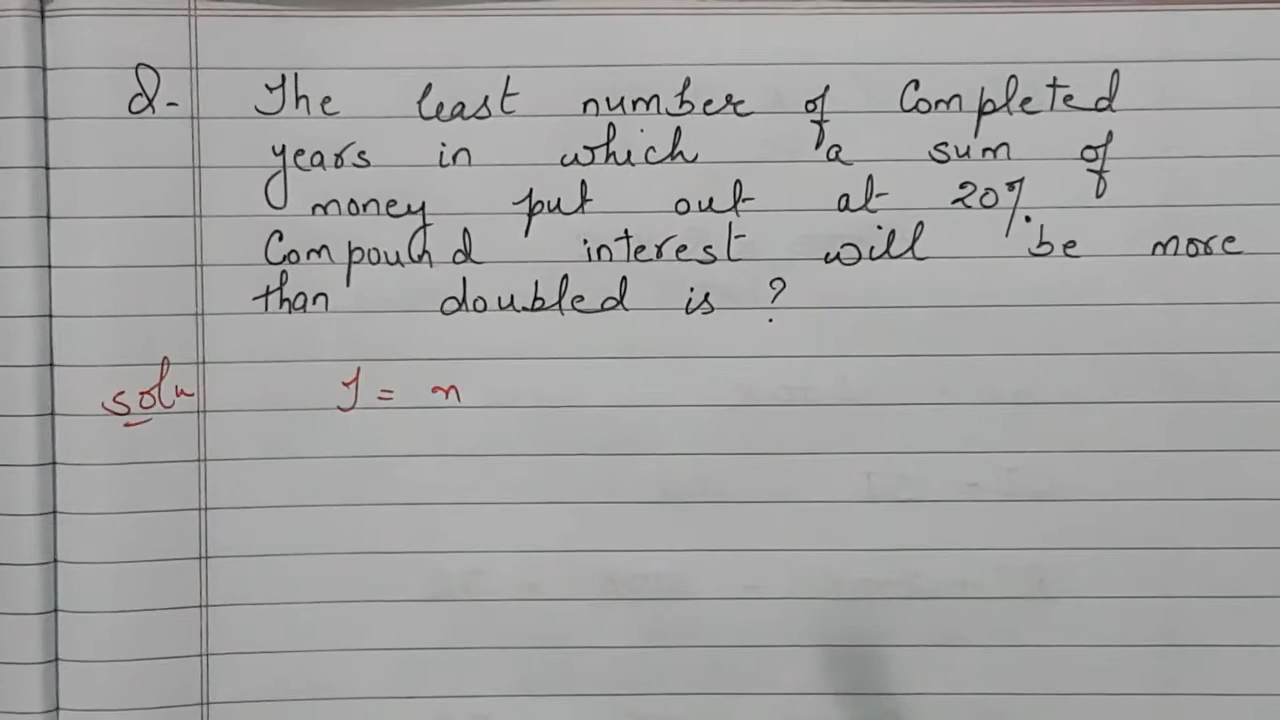 Q- The least number of Completed
years in which a sum of
money put out at 20%
Compound interest will be more
than doubled is ?
soln T = n